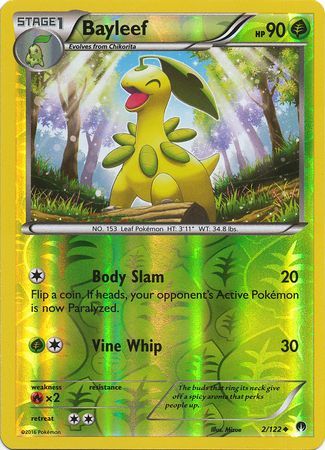 STAGE1
Bayleef
HP 90
Evolves from Chikorita
NO. 153 Leaf Pokémon HT: 3'11" WT: 34.8 lbs.
Body Slam 20
Flip a coin. If heads, your opponent's Active Pokémon
is now Paralyzed.
Vine Whip 30
weakness resistance
×2
retreat
The buds that ring its neck give
off a spicy aroma that perks
people up.
©2016 Pokémon
Illus. Mizue
2/122